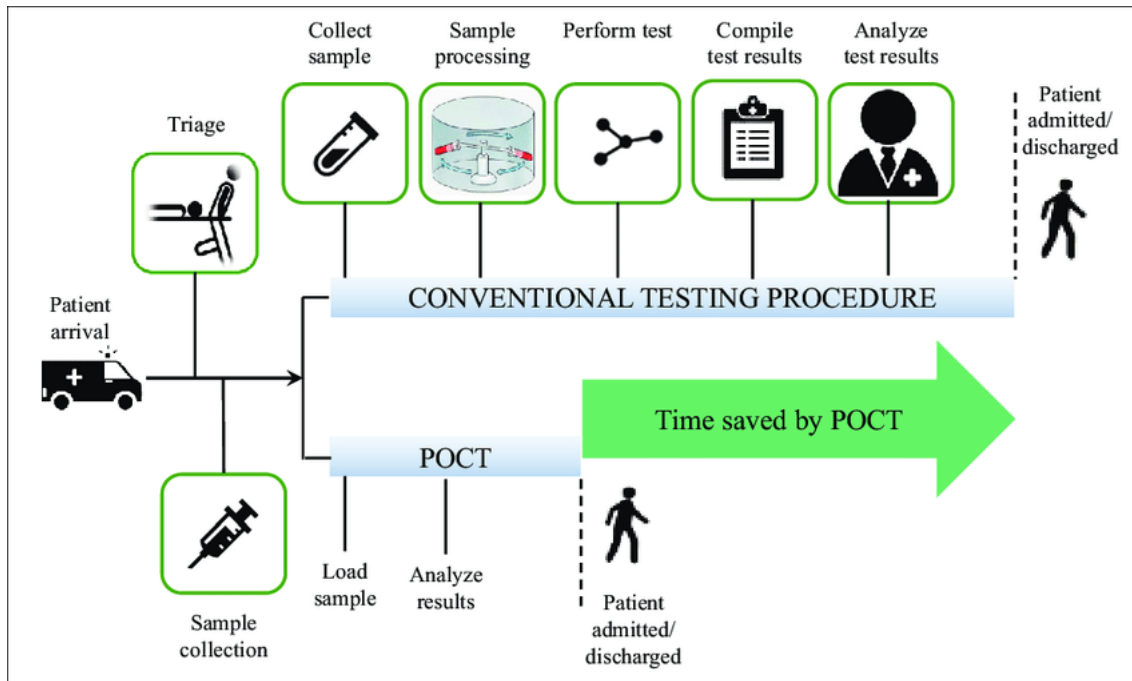 Collect
sample
Sample
processing
Perform test
Compile
test results
Analyze
test results
Patient
admitted/
discharged
Triage
CONVENTIONAL TESTING PROCEDURE
Patient
arrival
Time saved by POCT
POCT
Load
sample
Analyze
results
Patient
admitted/
discharged
Sample
collection